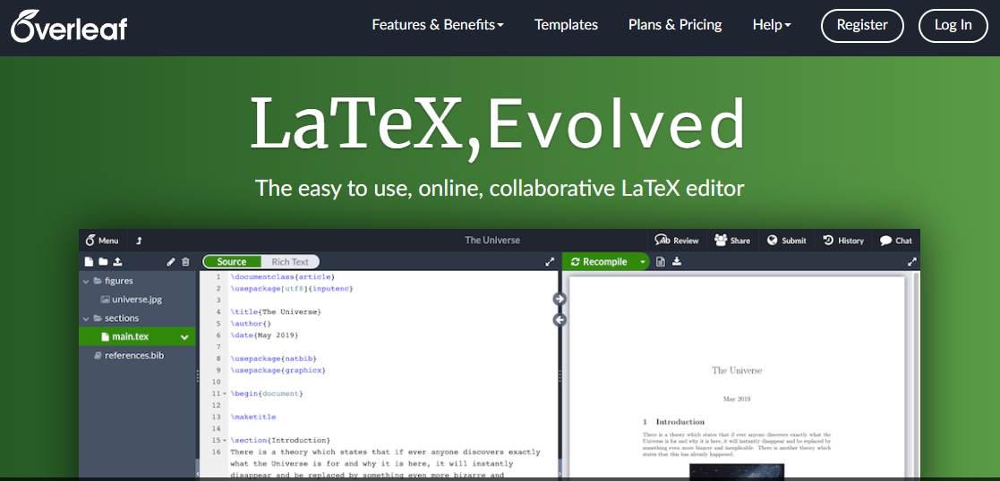 Overleaf
Features & Benefits
Templates
Plans & Pricing
Help
Register
Log In
LaTeX,Evolved
The easy to use, online, collaborative LaTeX editor
Menu
The Universe
Review
Share
Submit
History
Chat
Source
Rich Text
Recompile
figures
universe.jpg
sections
main.tex
references.bib
1 \documentclass{article}
2 \usepackage[utf8]{inputenc}
3
4 \title{The Universe}
5 \author{}
6 \date{May 2019}
7
8 \usepackage{natbib}
9 \usepackage{graphicx}
10
11 \begin{document}
12
13 \maketitle
14
15 \section{Introduction}
16 There is a theory which states that if ever anyone discovers exactly
what the Universe is for and why it is here, it will instantly
disappear and be replaced by something even more bizarre and
The Universe
May 2019
1 Introduction
There is a theory which states that if ever anyone discovers exactly what the
Universe is for and why it is here, it will instantly disappear and be replaced by
something even more bizarre and inexplicable. There is another theory which
states that this has already happened.